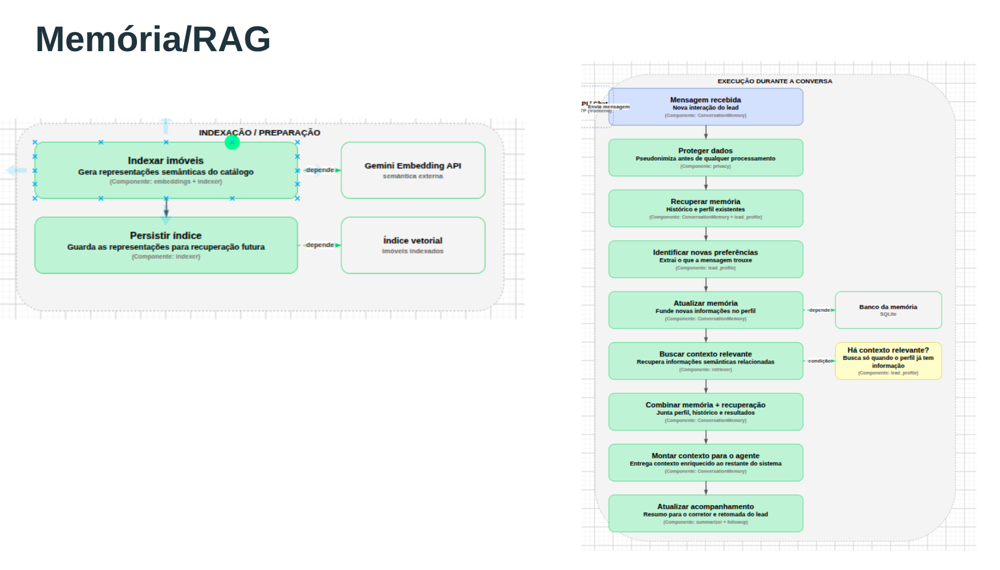 Memória/RAG
INDEXAÇÃO / PREPARAÇÃO
Indexar imóveis
Gera representações semânticas do catálogo
(Componente: embeddings + indexer)
depende
Gemini Embedding API
semântica externa
Persistir índice
Guarda as representações para recuperação futura
(Componente: indexer)
depende
Índice vetorial
Imóveis indexados
EXECUÇÃO DURANTE A CONVERSA
Envia mensagem
TP (frontend)
Mensagem recebida
Nova interação do lead
(Componente: ConversationMemory)
Proteger dados
Pseudonimiza antes de qualquer processamento
(Componente: privacy)
Recuperar memória
Histórico e perfil existentes
(Componente: ConversationMemory + lead_profile)
Identificar novas preferências
Extrai o que a mensagem trouxe
(Componente: lead_profile)
Atualizar memória
Funde novas informações no perfil
(Componente: ConversationMemory)
depende
Banco da memória
SQLite
Buscar contexto relevante
Recupera informações semânticas relacionadas
(Componente: retriever)
condição
Há contexto relevante?
Busca só quando o perfil já tem
informação
(Componente: lead_profile)
Combinar memória + recuperação
Junta perfil, histórico e resultados
(Componente: ConversationMemory)
Montar contexto para o agente
Entrega contexto enriquecido ao restante do sistema
(Componente: ConversationMemory)
Atualizar acompanhamento
Resumo para o corretor e retomada do lead
(Componente: summarizer + followup)